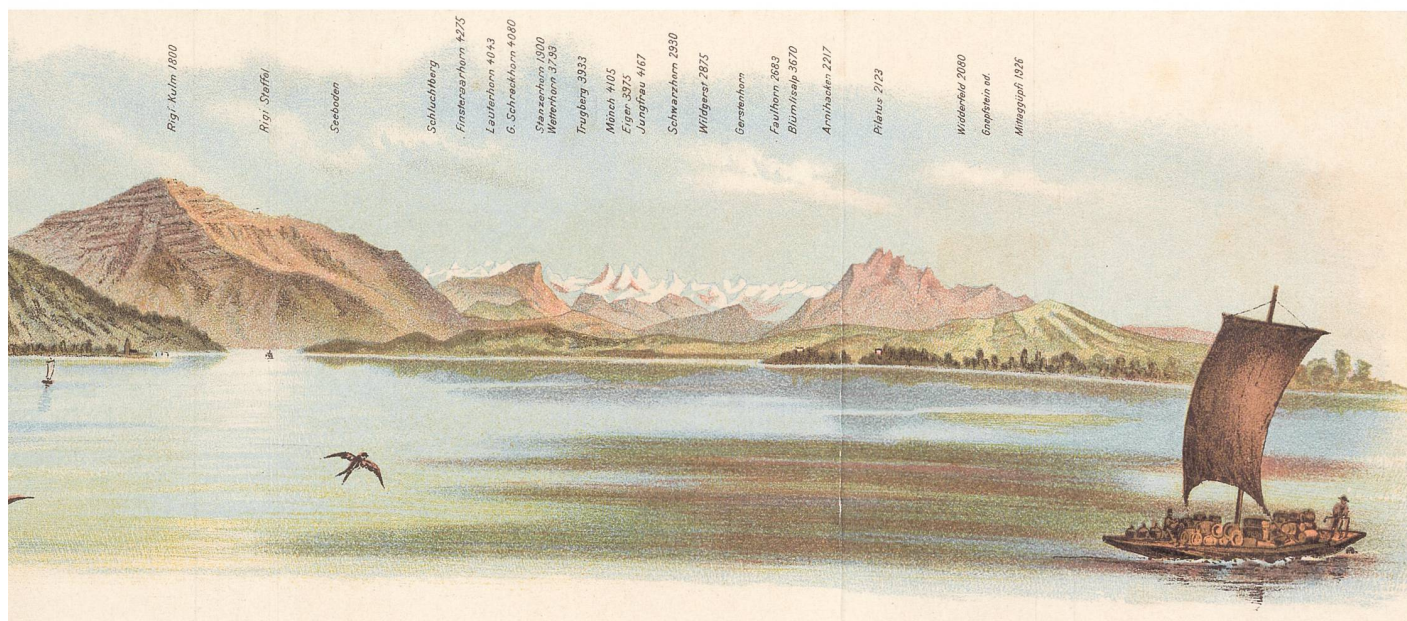 Rigi Kulm 1800
Rigi Staffel
Seeboden
Schluchtberg
Finsteraarhorn 4275
Lauterhorn 4043
G. Schrackhorn 4080
Stanzerhorn 1900
Wetterhorn 3793
Trugberg 3933
Mönch 4105
Eiger 3975
Jungfrau 4167
Schwarzhorn 2930
Wildgerst 2875
Gerstenhorn
Faulhorn 2683
Blümlisalp 3670
Arnihacken 2217
Pilatus 2123
Widderfeld 2080
Gnepfstein od.
Mittaggüpfi 1926